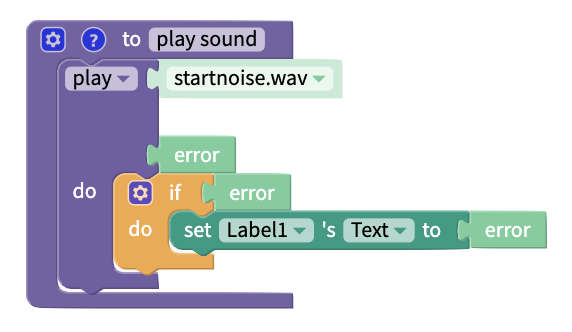 ? to play sound
play startnoise.wav
error
do if error
do set Label1 's Text to error